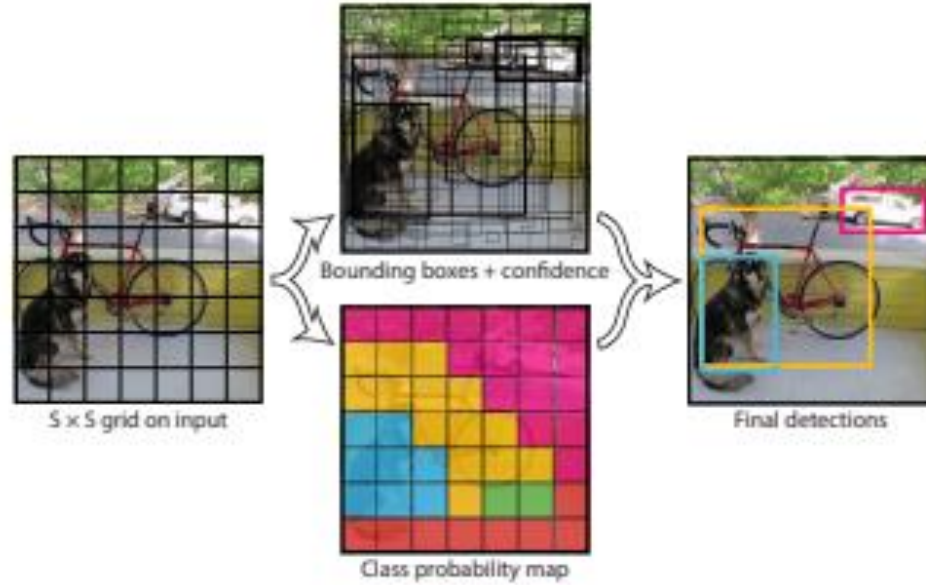 Bounding boxes + confidence
S × S grid on input
Final detections
Class probability map